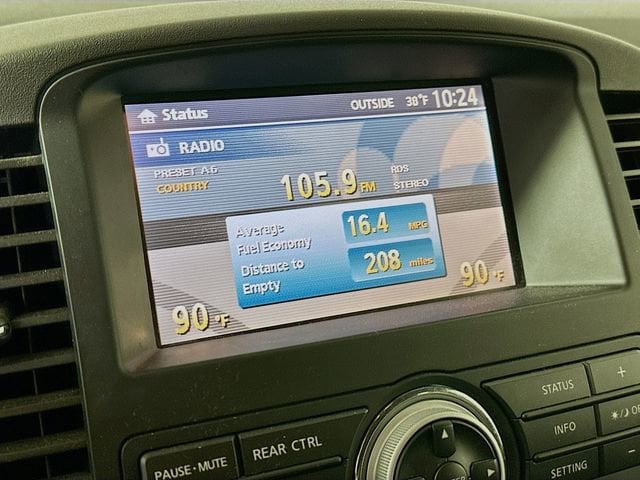 Status OUTSIDE 38°F 10:24
RADIO
PRESET A6
COUNTRY
105.9 FM
RDS
STEREO
Average
Fuel Economy
16.4 MPG
Distance to
Empty
208 miles
90 °F
90 °F
STATUS
+
INFO
SETTING
-
PAUSE·MUTE
REAR CTRL